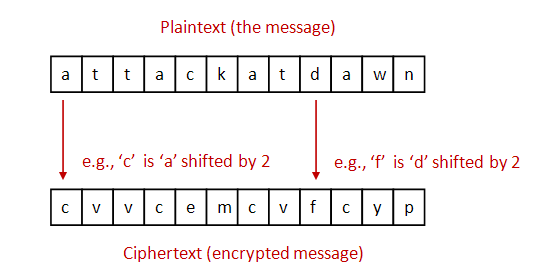 Plaintext (the message)
a t t a c k a t d a w n
e.g., ‘c’ is ‘a’ shifted by 2
e.g., ‘f’ is ‘d’ shifted by 2
c v v c e m c v f c y p
Ciphertext (encrypted message)